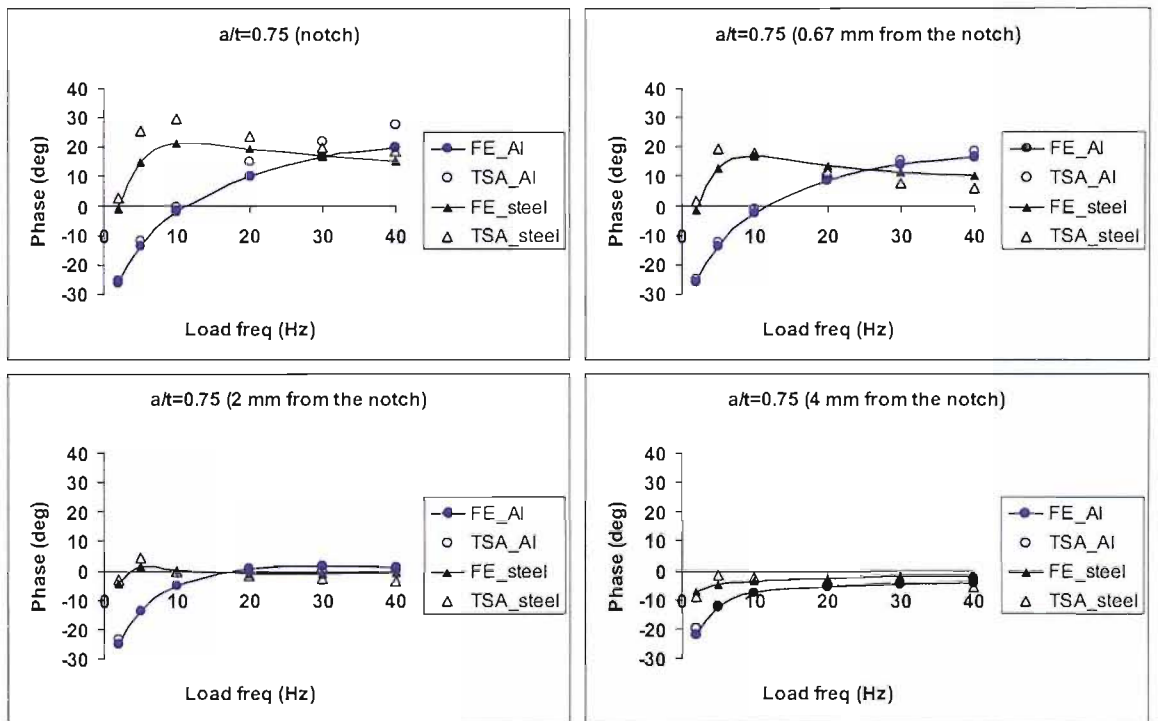 a/t=0.75 (notch)
40
30
20
10
0
-10
-20
-30
0
10
20
30
40
Phase (deg)
Load freq (Hz)
FE_Al
TSA_Al
FE_steel
TSA_steel
a/t=0.75 (0.67 mm from the notch)
40
30
20
10
0
-10
-20
-30
0
10
20
30
40
Phase (deg)
Load freq (Hz)
FE_Al
TSA_Al
FE_steel
TSA_steel
a/t=0.75 (2 mm from the notch)
40
30
20
10
0
-10
-20
-30
0
10
20
30
40
Phase (deg)
Load freq (Hz)
FE_Al
TSA_Al
FE_steel
TSA_steel
a/t=0.75 (4 mm from the notch)
40
30
20
10
0
-10
-20
-30
0
10
20
30
40
Phase (deg)
Load freq (Hz)
FE_Al
TSA_Al
FE_steel
TSA_steel